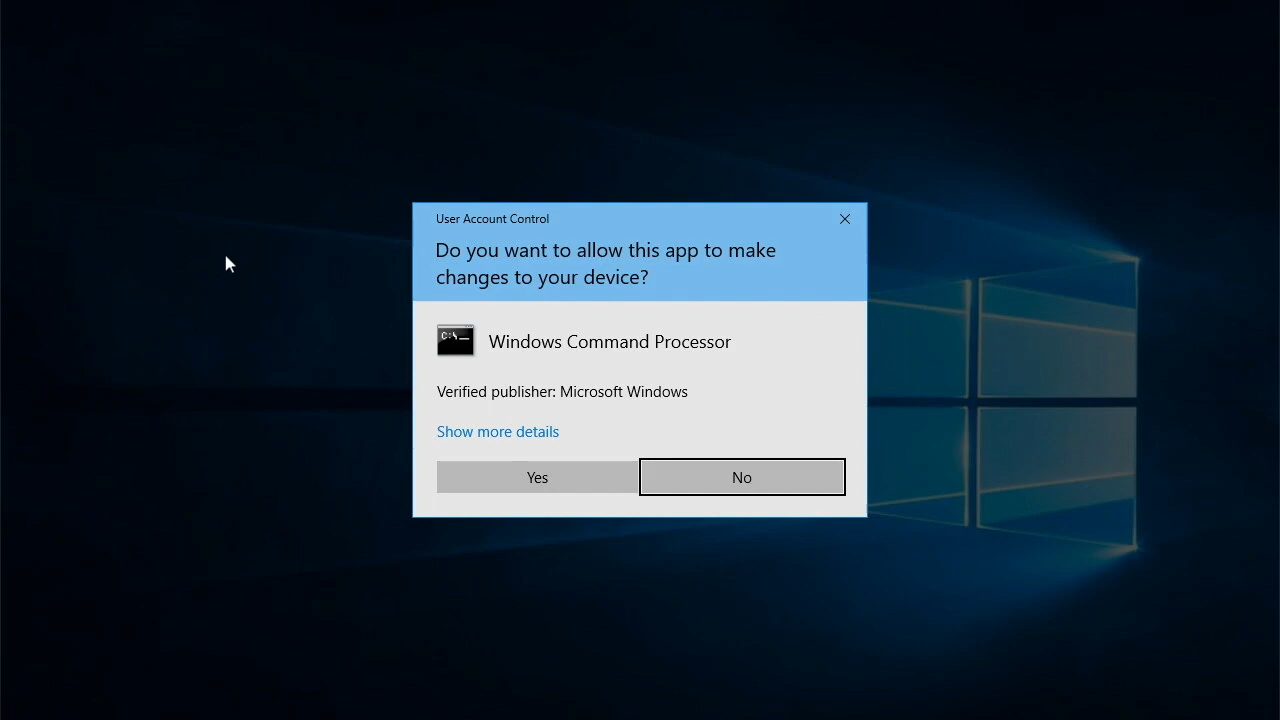 User Account Control
Do you want to allow this app to make
changes to your device?
C:\_
Windows Command Processor
Verified publisher: Microsoft Windows
Show more details
Yes
No